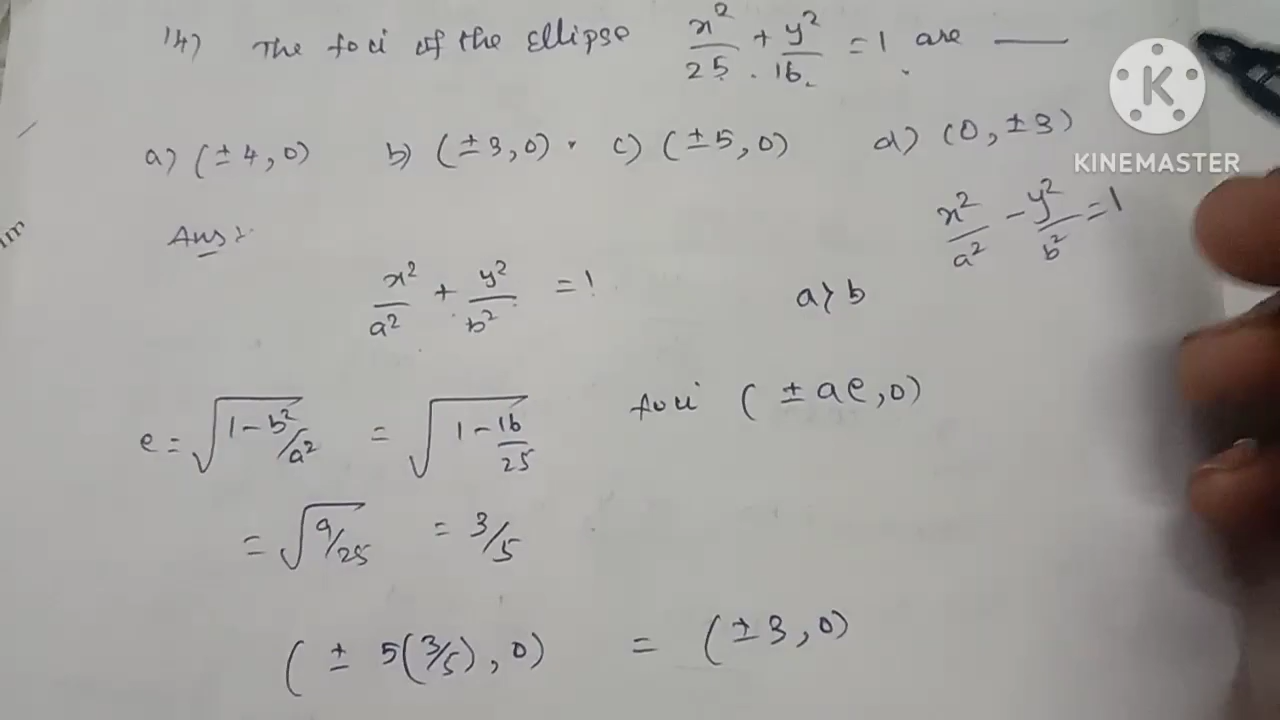 14) The foci of the Ellipse x²/25 + y²/16 = 1 are ——
a) (±4,0) b) (±3,0) c) (±5,0) d) (0,±3)
KINEMASTER
Ans:
x²/a² - y²/b² = 1
x²/a² + y²/b² = 1 a>b
e = √(1-b²/a²) = √(1-16/25) foci (±ae,0)
= √(9/25) = 3/5
(± 5(3/5), 0) = (±3,0)